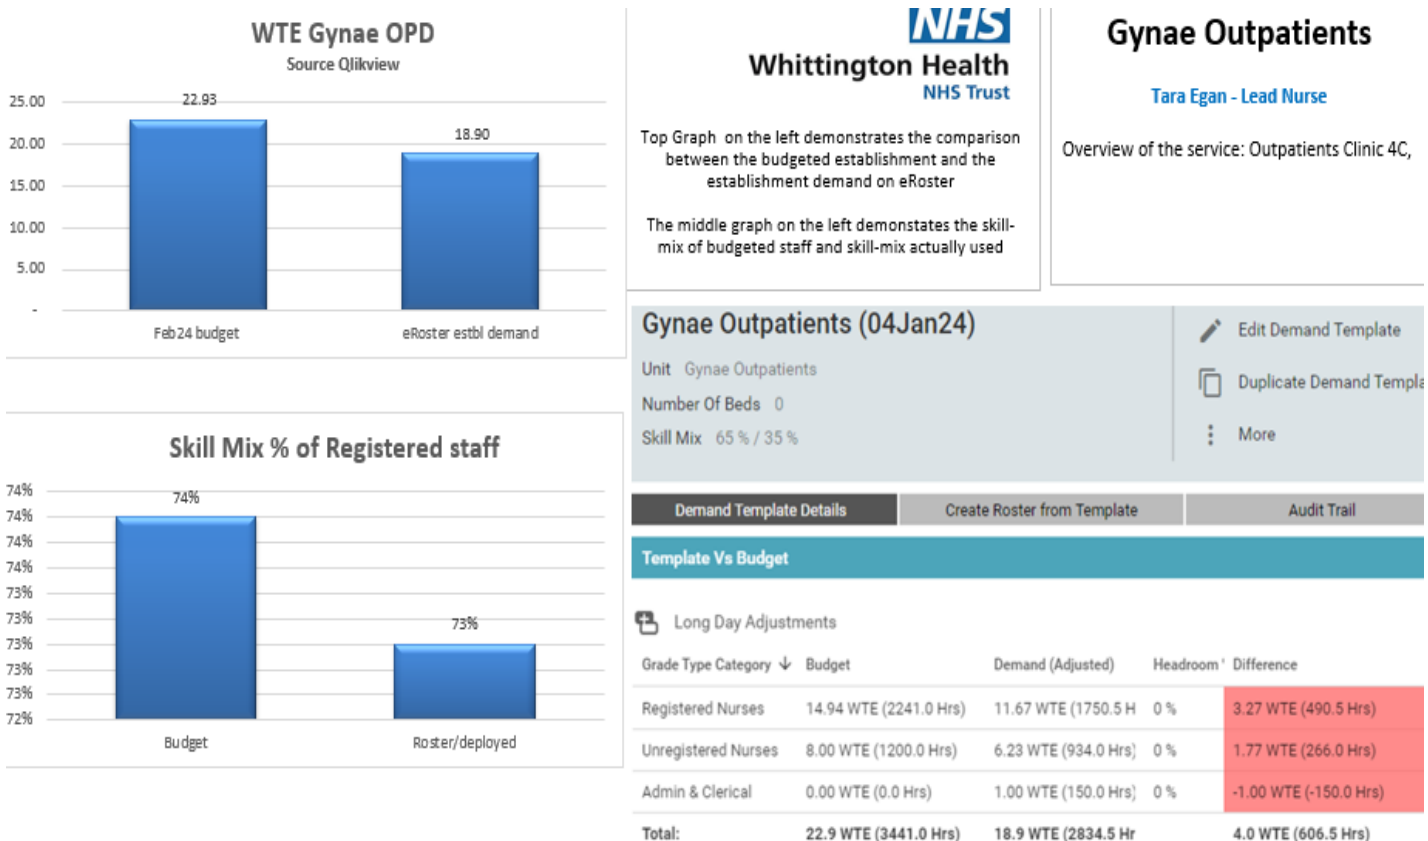 WTE Gynae OPD
Source Qlikview
25.00
20.00
15.00
10.00
5.00
-
22.93
18.90
Feb24 budget
eRoster estbl demand
Skill Mix % of Registered staff
74%
74%
74%
74%
73%
73%
73%
73%
73%
72%
74%
73%
Budget
Roster/deployed
NHS
Whittington Health
NHS Trust
Top Graph on the left demonstrates the comparison
between the budgeted establishment and the
establishment demand on eRoster
The middle graph on the left demonstates the skill-
mix of budgeted staff and skill-mix actually used
Gynae Outpatients
Tara Egan - Lead Nurse
Overview of the service: Outpatients Clinic 4C,
Gynae Outpatients (04Jan24)
Unit Gynae Outpatients
Number Of Beds 0
Skill Mix 65 % / 35 %
Edit Demand Template
Duplicate Demand Templa
More
Demand Template Details Create Roster from Template Audit Trail
Template Vs Budget
Long Day Adjustments
Grade Type Category Budget Demand (Adjusted) Headroom Difference
Registered Nurses 14.94 WTE (2241.0 Hrs) 11.67 WTE (1750.5 H 0 % 3.27 WTE (490.5 Hrs)
Unregistered Nurses 8.00 WTE (1200.0 Hrs) 6.23 WTE (934.0 Hrs) 0 % 1.77 WTE (266.0 Hrs)
Admin & Clerical 0.00 WTE (0.0 Hrs) 1.00 WTE (150.0 Hrs) 0 % -1.00 WTE (-150.0 Hrs)
Total: 22.9 WTE (3441.0 Hrs) 18.9 WTE (2834.5 Hr 4.0 WTE (606.5 Hrs)